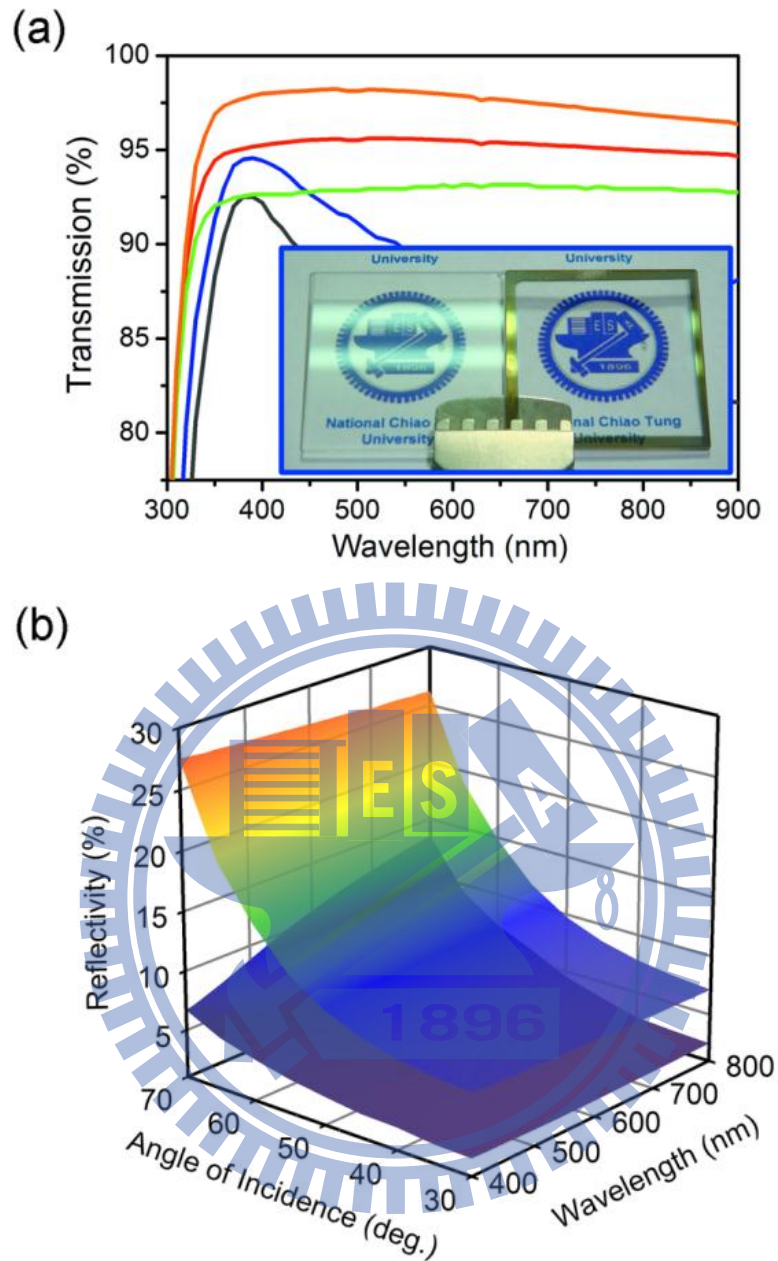 (a)
100
95
90
85
80
Transmission (%)
300 400 500 600 700 800 900
Wavelength (nm)
University University
E S A
1896
1896
National Chiao nal Chiao Tung
University University
(b)
30
25
20
15
10
5
Reflectivity (%)
70 60 50 40 30
Angle of Incidence (deg.)
400 500 600 700 800
Wavelength (nm)
E S A
1896